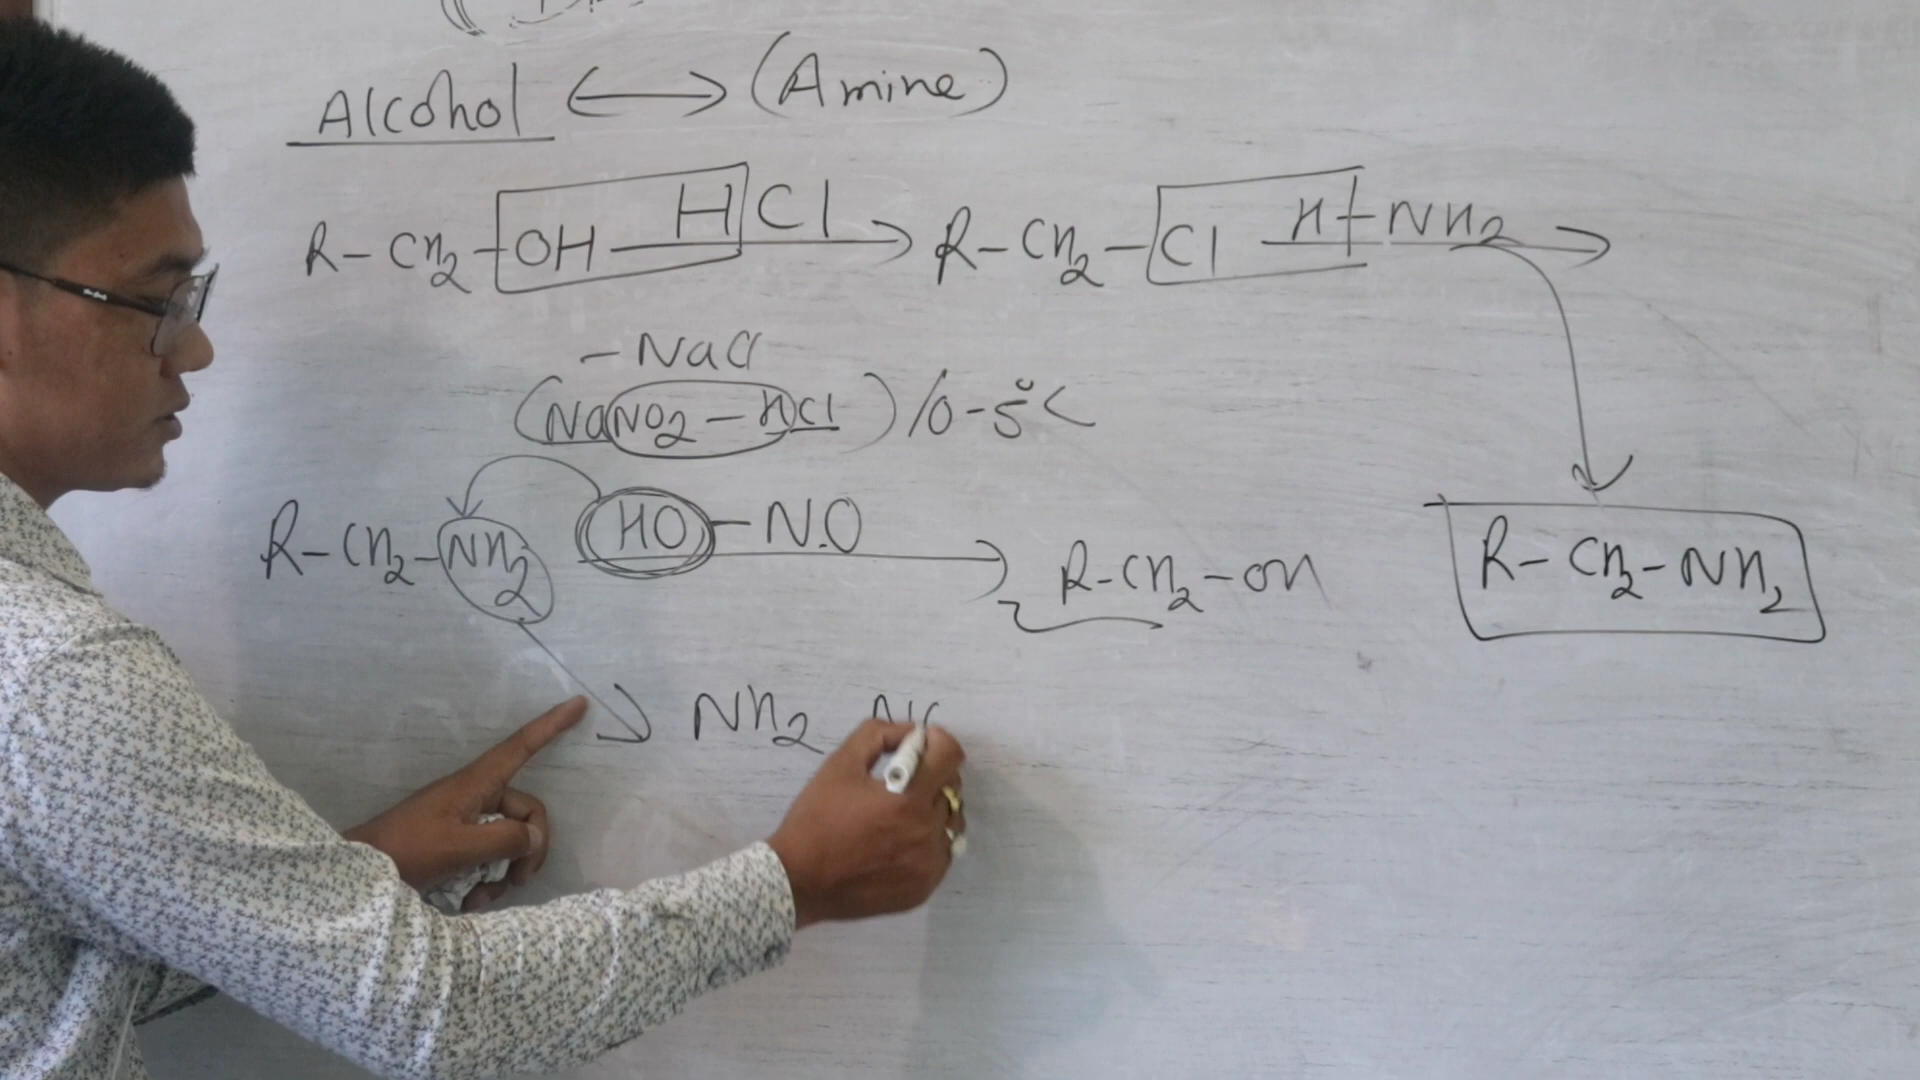 Alcohol ⟷ (Amine)
R-CH2-OH HCl → R-CH2-Cl H-NH2 →
-NaCl
(NaNO2-HCl)/0-5°C
R-CH2-NH2 HO-N.O → R-CH2-OH
R-CH2-NH2
NH2